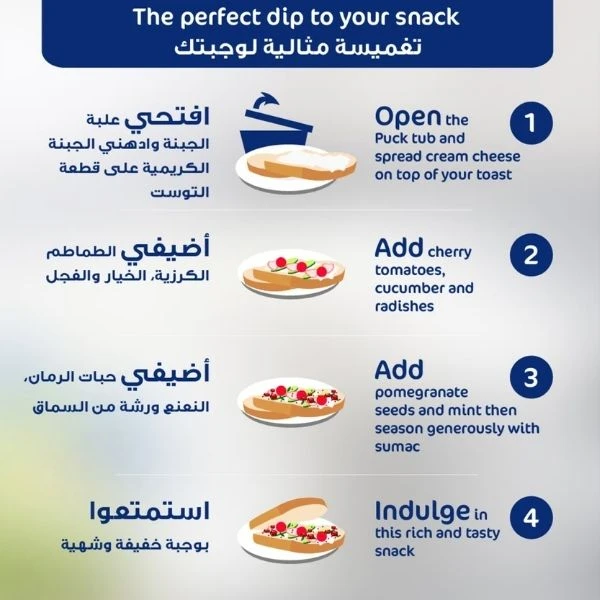 The perfect dip to your snack
تغميسة مثالية لوجبتك
افتحي علبة
الجبنة وادهني الجبنة
الكريمية على قطعة
التوست
Open the
Puck tub and
spread cream cheese
on top of your toast
1
أضيفي الطماطم
الكرزية، الخيار والفجل
Add cherry
tomatoes,
cucumber and
radishes
2
أضيفي حبات الرمان،
النعنع ورشة من السماق
Add
pomegranate
seeds and mint then
season generously with
sumac
3
استمتعوا
بوجبة خفيفة وشهية
Indulge in
this rich and tasty
snack
4